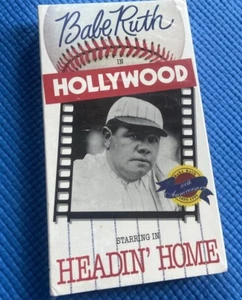 Babe Ruth
IN
HOLLYWOOD
STARRING IN
HEADIN' HOME